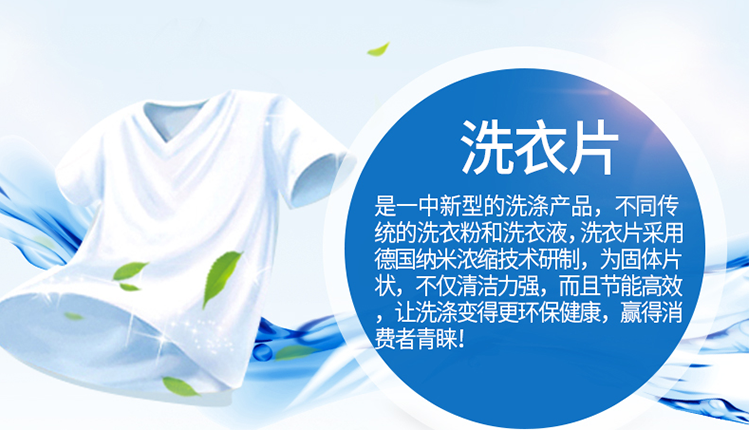 洗衣片
是一中新型的洗涤产品，不同传
统的洗衣粉和洗衣液，洗衣片采用
德国纳米浓缩技术研制，为固体片
状，不仅清洁力强，而且节能高效
，让洗涤变得更环保健康，赢得消
费者青睐！